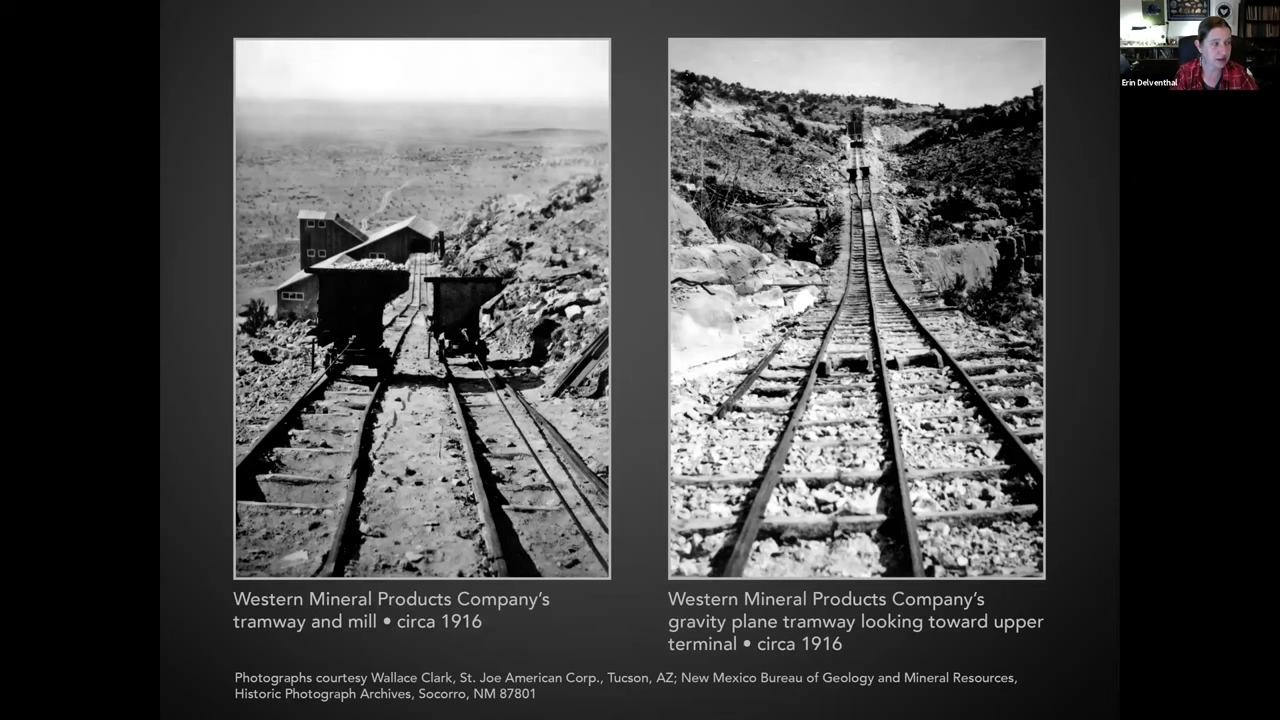 Erin Delventhal
Western Mineral Products Company’s
tramway and mill • circa 1916
Western Mineral Products Company’s
gravity plane tramway looking toward upper
terminal • circa 1916
Photographs courtesy Wallace Clark, St. Joe American Corp., Tucson, AZ; New Mexico Bureau of Geology and Mineral Resources,
Historic Photograph Archives, Socorro, NM 87801